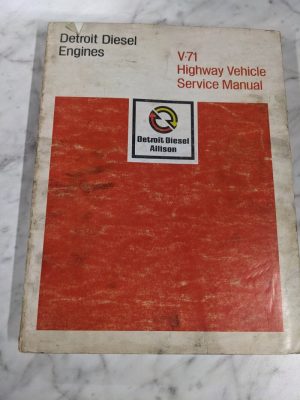 Detroit Diesel
Engines
V-71
Highway Vehicle
Service Manual
Detroit Diesel
Allison